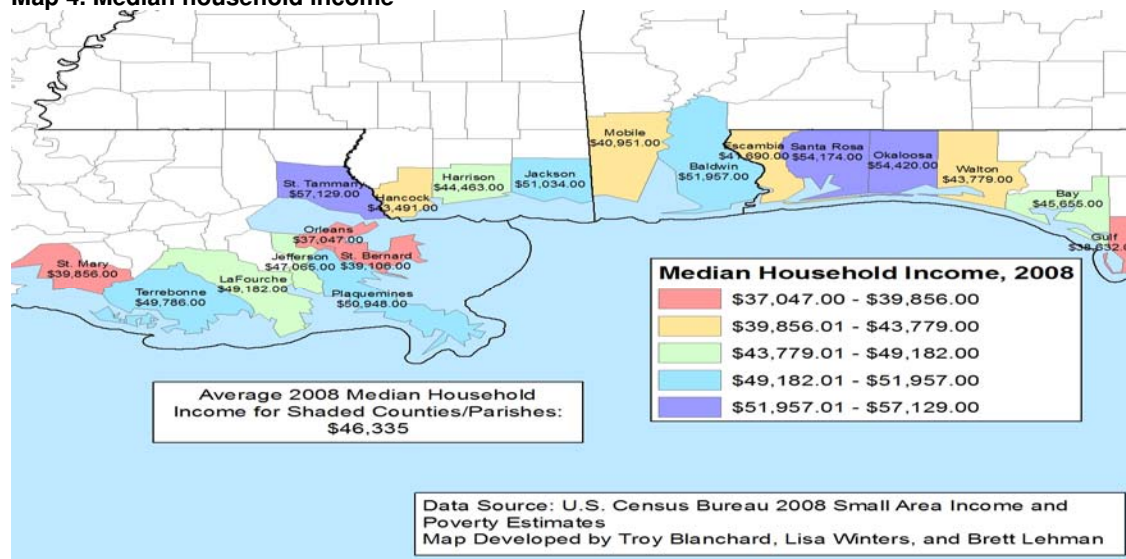 Map 4. Median household income
Mobile
$40,951.00
Baldwin
$51,957.00
Escambia
$41,690.00
Santa Rosa
$54,174.00
Okaloosa
$54,420.00
Walton
$43,779.00
Bay
$45,655.00
Gulf
$38,632.0
St. Tammany
$57,129.00
Hancock
$43,491.00
Harrison
$44,463.00
Jackson
$51,034.00
Orleans
$37,047.00
Jefferson
$47,065.00
St. Bernard
$39,106.00
St. Mary
$39,856.00
Terrebonne
$49,786.00
LaFourche
$49,182.00
Plaquemines
$50,948.00
Median Household Income, 2008
$37,047.00 - $39,856.00
$39,856.01 - $43,779.00
$43,779.01 - $49,182.00
$49,182.01 - $51,957.00
$51,957.01 - $57,129.00
Average 2008 Median Household
Income for Shaded Counties/Parishes:
$46,335
Data Source: U.S. Census Bureau 2008 Small Area Income and
Poverty Estimates
Map Developed by Troy Blanchard, Lisa Winters, and Brett Lehman